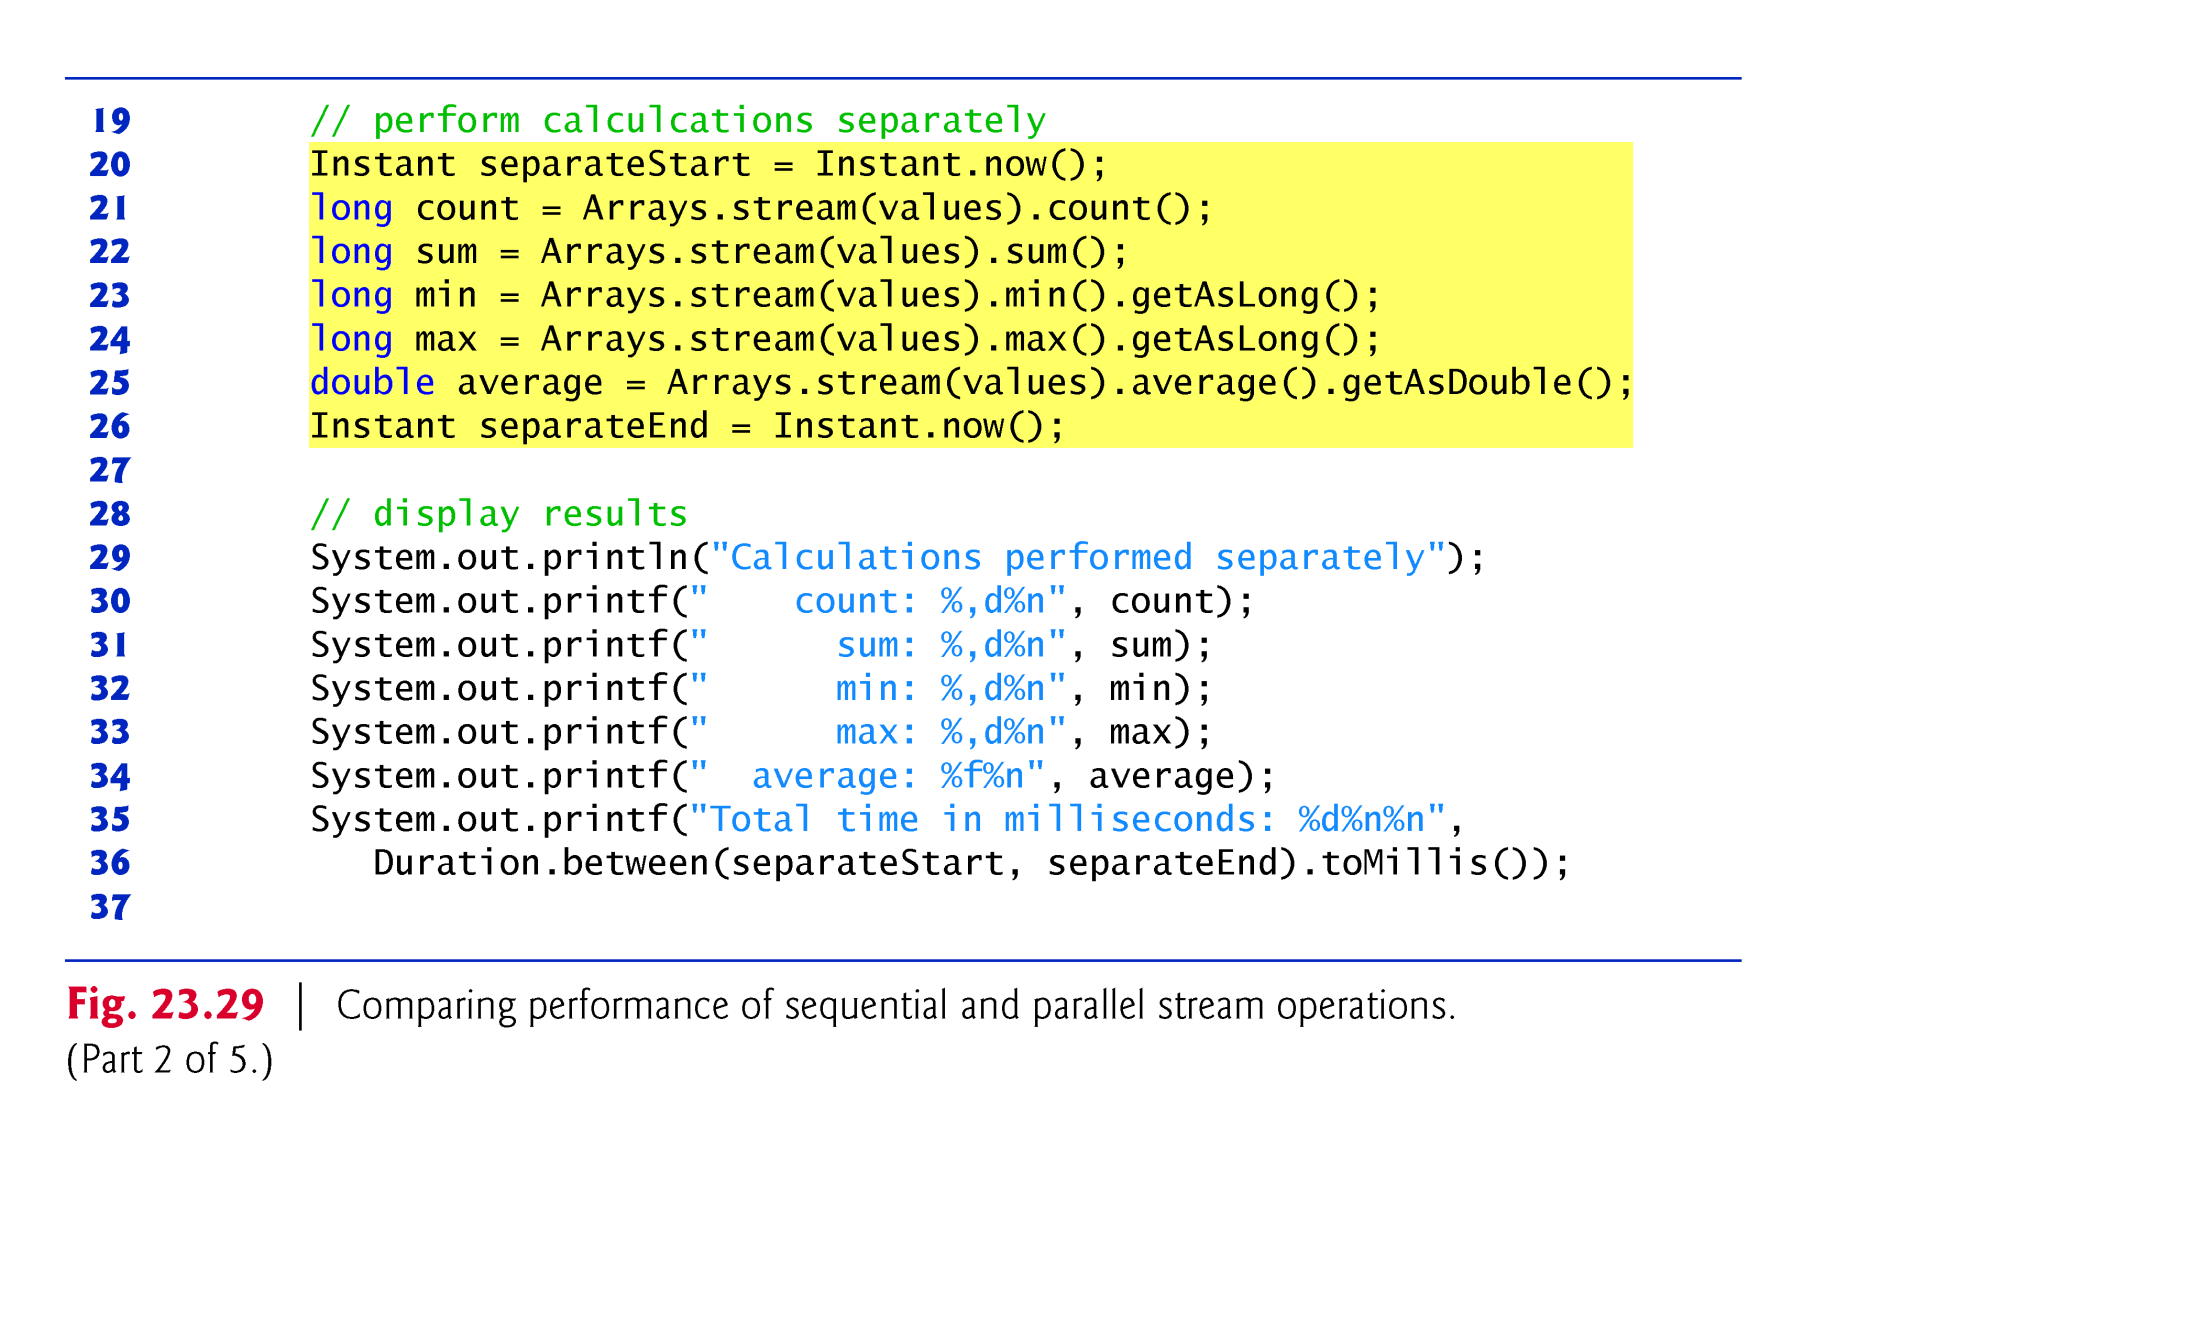 19 // perform calculcations separately
20 Instant separateStart = Instant.now();
21 long count = Arrays.stream(values).count();
22 long sum = Arrays.stream(values).sum();
23 long min = Arrays.stream(values).min().getAsLong();
24 long max = Arrays.stream(values).max().getAsLong();
25 double average = Arrays.stream(values).average().getAsDouble();
26 Instant separateEnd = Instant.now();
27
28 // display results
29 System.out.println("Calculations performed separately");
30 System.out.printf("    count: %,d%n", count);
31 System.out.printf("      sum: %,d%n", sum);
32 System.out.printf("      min: %,d%n", min);
33 System.out.printf("      max: %,d%n", max);
34 System.out.printf("  average: %f%n", average);
35 System.out.printf("Total time in milliseconds: %d%n%n",
36    Duration.between(separateStart, separateEnd).toMillis());
37
Fig. 23.29 | Comparing performance of sequential and parallel stream operations.
(Part 2 of 5.)